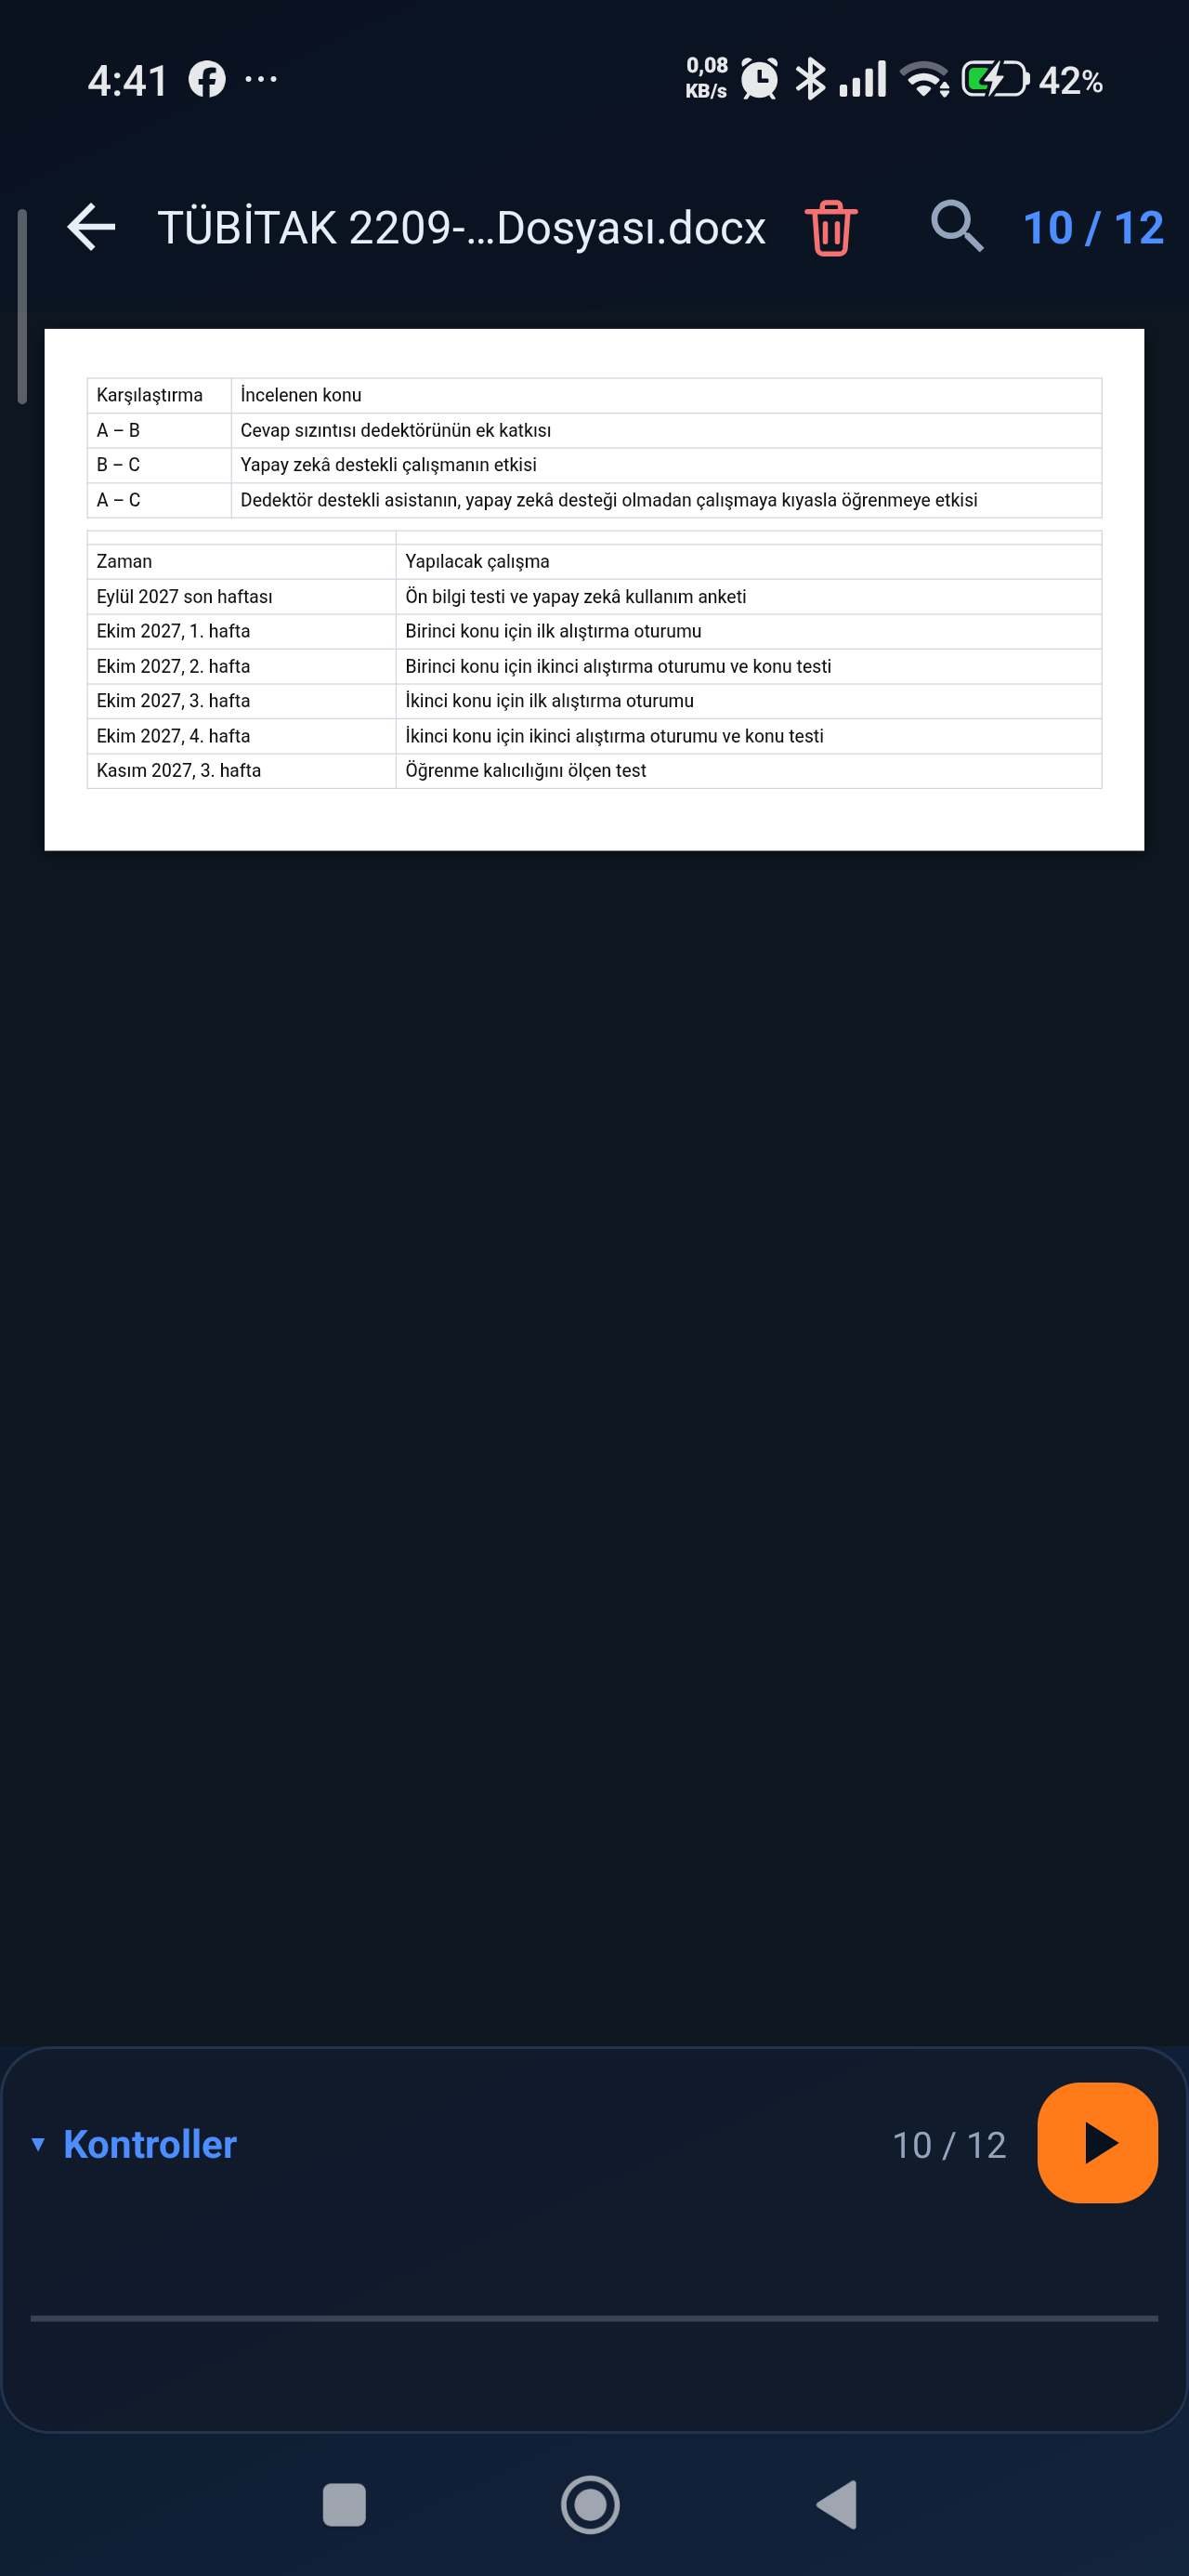 4:41
0,08
KB/s
42%
TÜBİTAK 2209-...Dosyası.docx
10 / 12
Karşılaştırma İncelenen konu
A – B Cevap sızıntısı dedektörünün ek katkısı
B – C Yapay zekâ destekli çalışmanın etkisi
A – C Dedektör destekli asistanın, yapay zekâ desteği olmadan çalışmaya kıyasla öğrenmeye etkisi
Zaman Yapılacak çalışma
Eylül 2027 son haftası Ön bilgi testi ve yapay zekâ kullanım anketi
Ekim 2027, 1. hafta Birinci konu için ilk alıştırma oturumu
Ekim 2027, 2. hafta Birinci konu için ikinci alıştırma oturumu ve konu testi
Ekim 2027, 3. hafta İkinci konu için ilk alıştırma oturumu
Ekim 2027, 4. hafta İkinci konu için ikinci alıştırma oturumu ve konu testi
Kasım 2027, 3. hafta Öğrenme kalıcılığını ölçen test
Kontroller
10 / 12